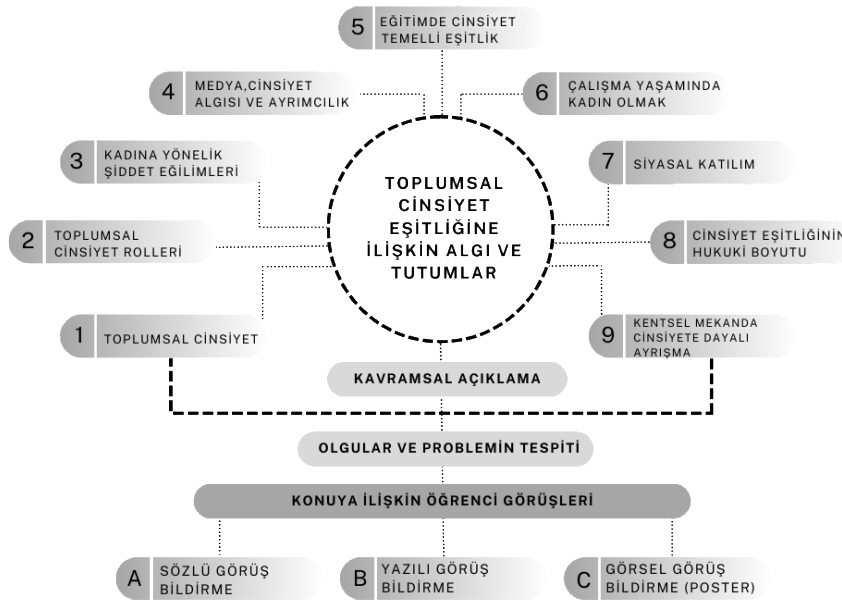 5
EĞİTİMDE CİNSİYET
TEMELLİ EŞİTLİK
4
MEDYA,CİNSİYET
ALGISI VE AYRIMCILIK
6
ÇALIŞMA YAŞAMINDA
KADIN OLMAK
3
KADINA YÖNELİK
ŞİDDET EĞİLİMLERİ
7
SİYASAL KATILIM
TOPLUMSAL
CİNSİYET
EŞİTLİĞİNE
İLİŞKİN ALGI VE
TUTUMLAR
2
TOPLUMSAL
CİNSİYET ROLLERİ
8
CİNSİYET EŞİTLİĞİNİN
HUKUKİ BOYUTU
1
TOPLUMSAL CİNSİYET
9
KENTSEL MEKANDA
CİNSİYETE DAYALI
AYRIŞMA
KAVRAMSAL AÇIKLAMA
OLGULAR VE PROBLEMİN TESPİTİ
KONUYA İLİŞKİN ÖĞRENCİ GÖRÜŞLERİ
A
SÖZLÜ GÖRÜŞ
BİLDİRME
B
YAZILI GÖRÜŞ
BİLDİRME
C
GÖRSEL GÖRÜŞ
BİLDİRME (POSTER)